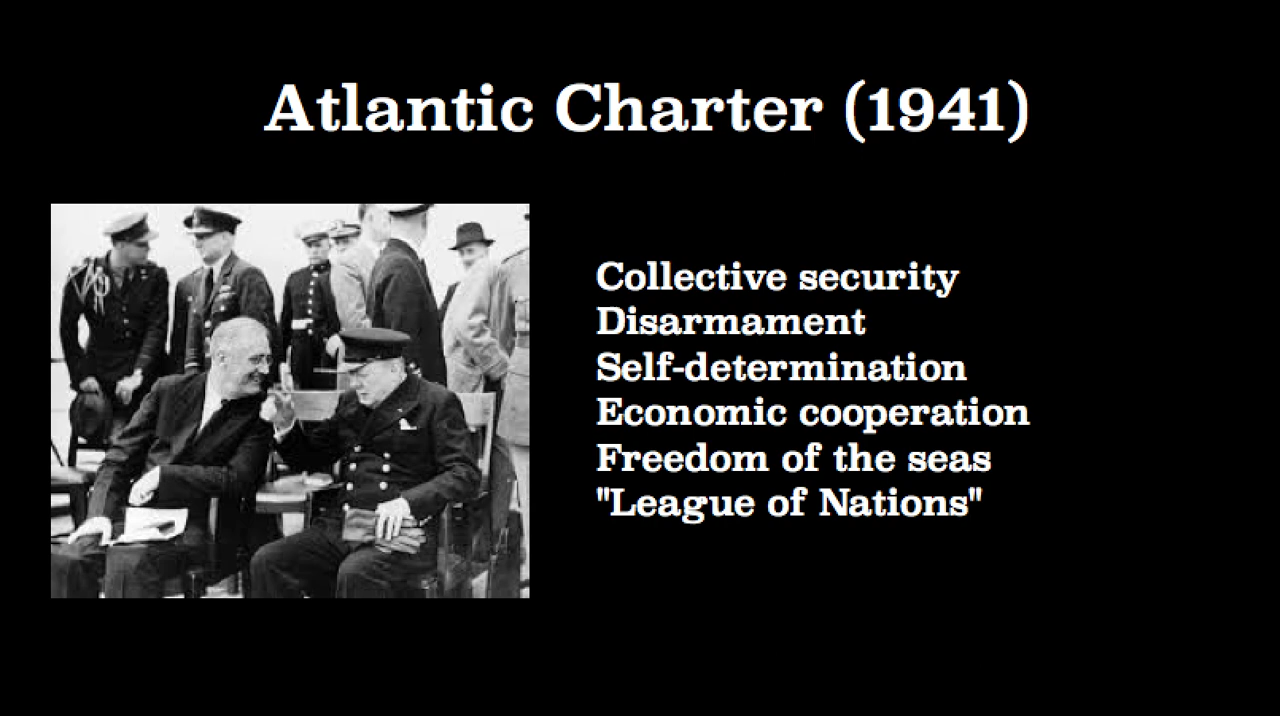 Atlantic Charter (1941)
Collective security
Disarmament
Self-determination
Economic cooperation
Freedom of the seas
"League of Nations"